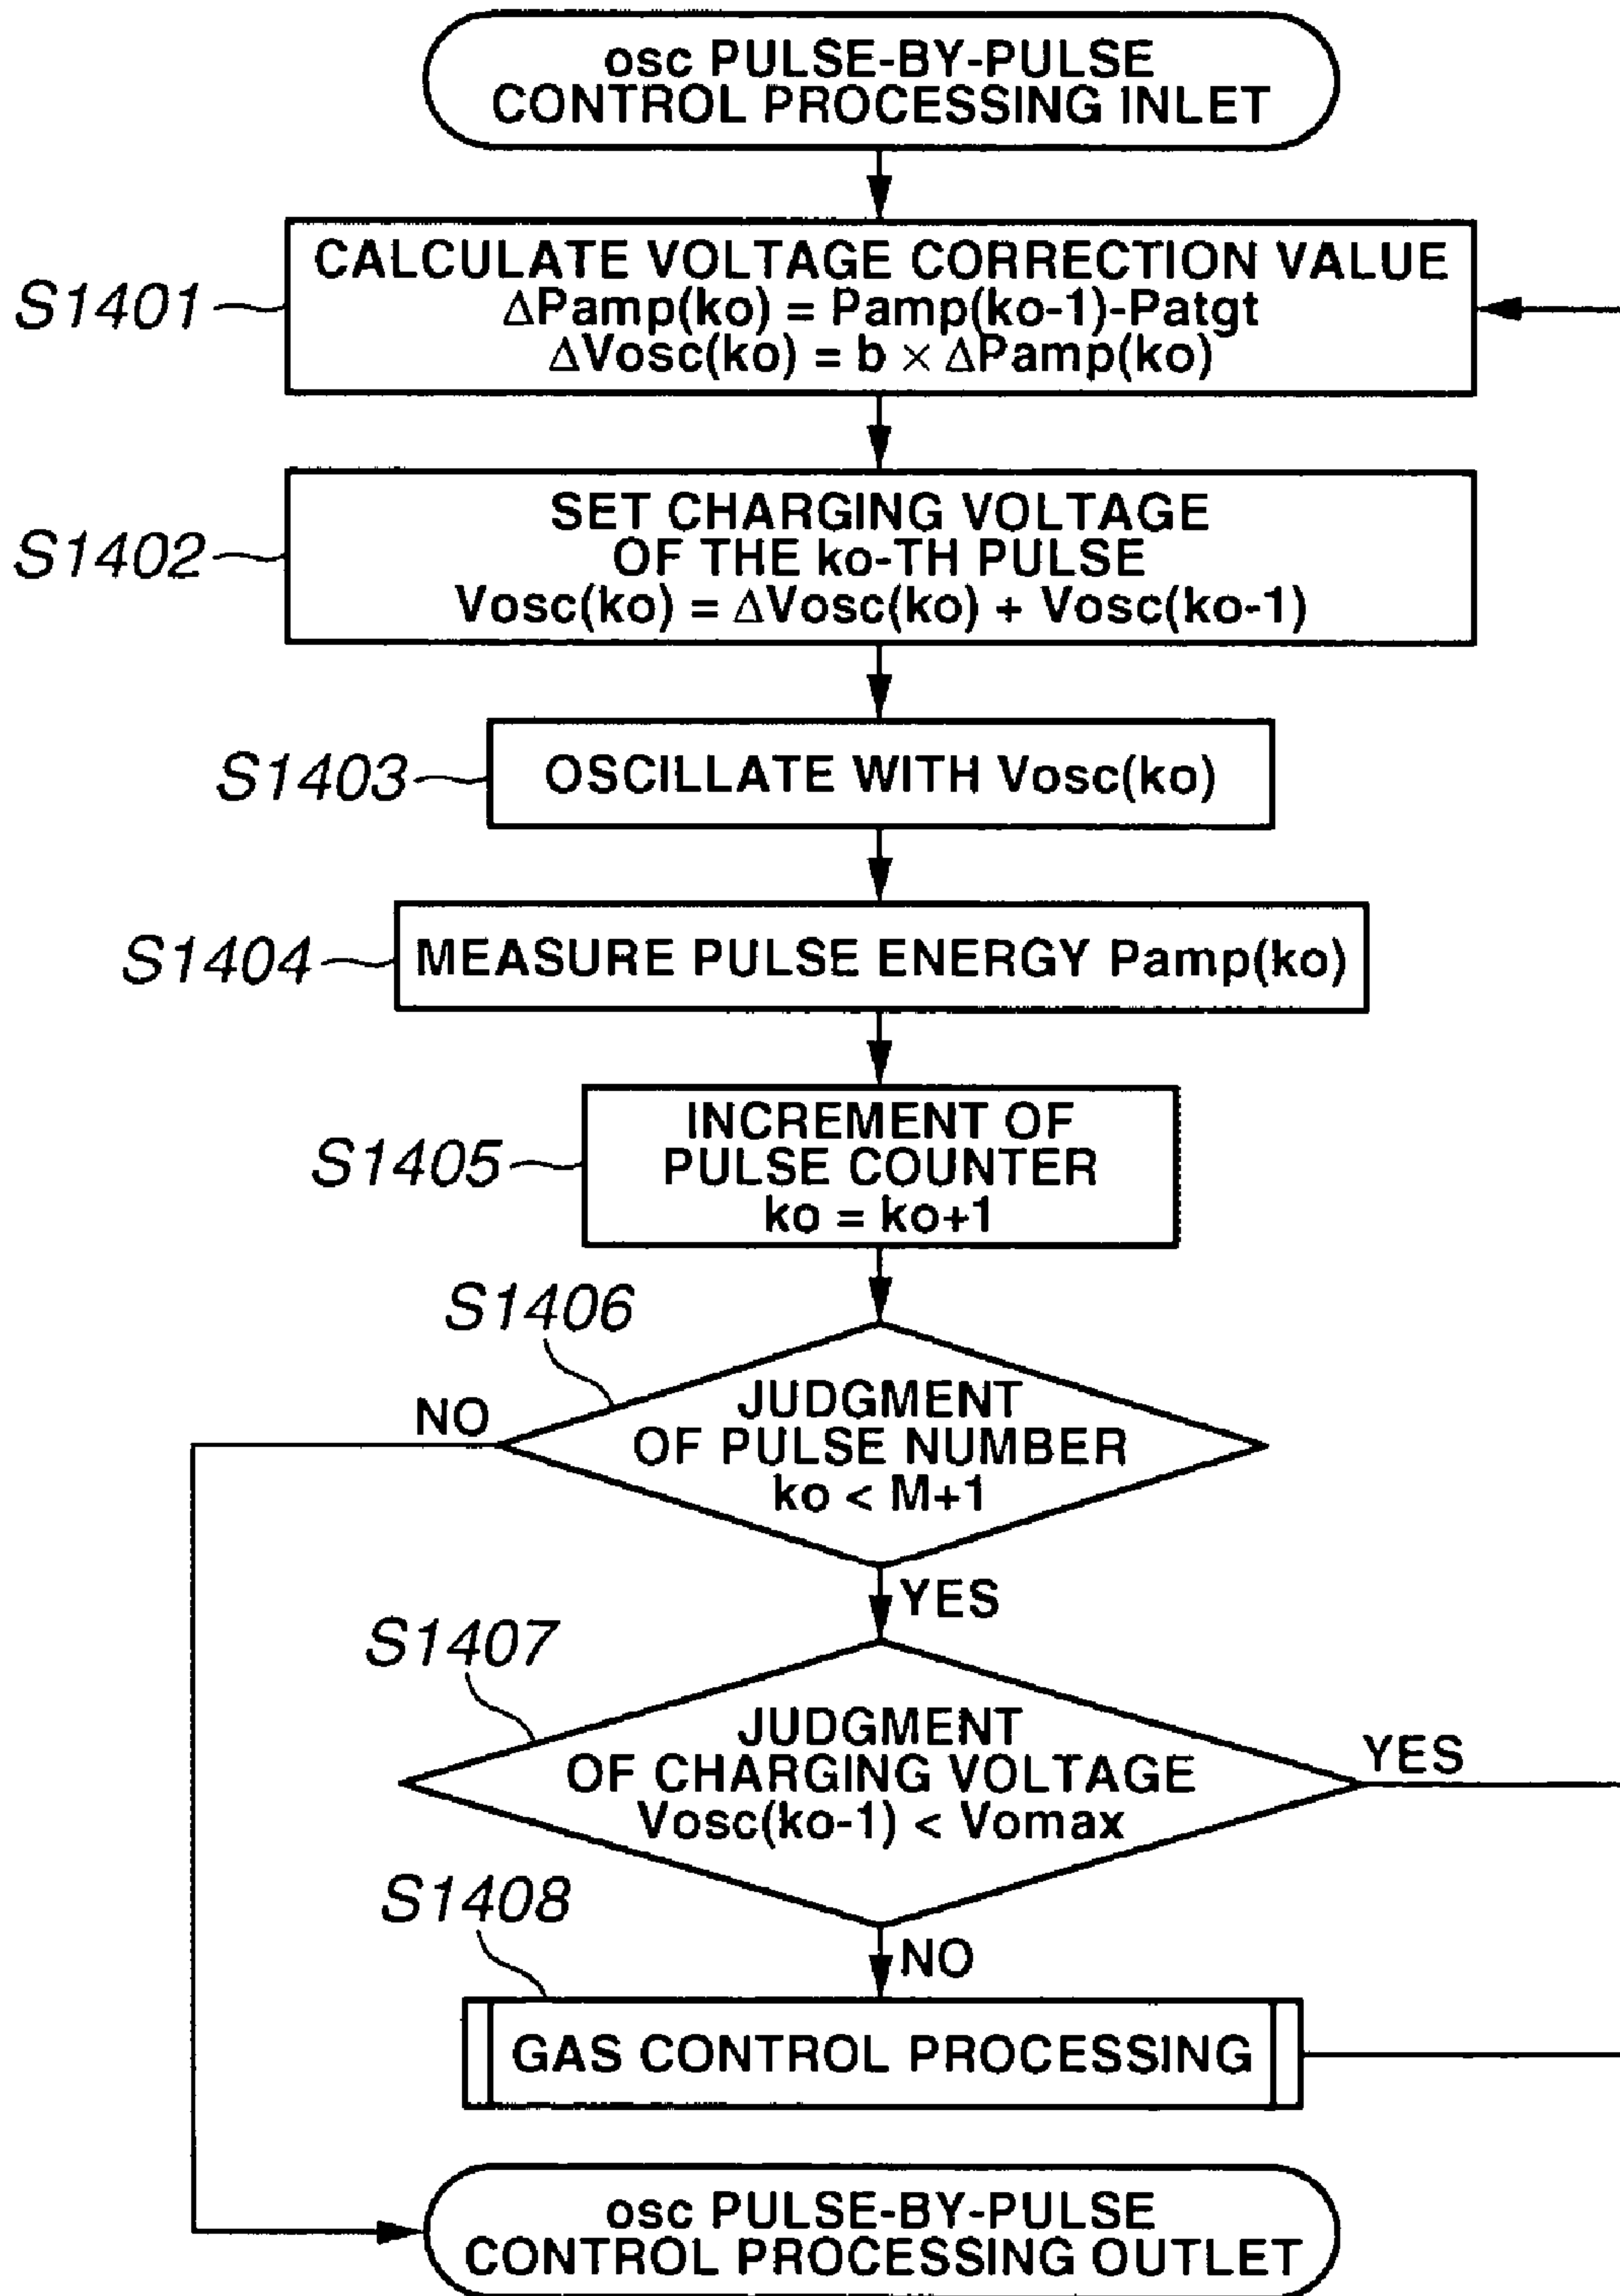 osc PULSE-BY-PULSE
CONTROL PROCESSING INLET
S1401
CALCULATE VOLTAGE CORRECTION VALUE
ΔPamp(ko) = Pamp(ko-1)-Patgt
ΔVosc(ko) = b × ΔPamp(ko)
S1402
SET CHARGING VOLTAGE
OF THE ko-TH PULSE
Vosc(ko) = ΔVosc(ko) + Vosc(ko-1)
S1403
OSCILLATE WITH Vosc(ko)
S1404
MEASURE PULSE ENERGY Pamp(ko)
S1405
INCREMENT OF
PULSE COUNTER
ko = ko+1
S1406
NO
JUDGMENT
OF PULSE NUMBER
ko < M+1
YES
S1407
JUDGMENT
OF CHARGING VOLTAGE
Vosc(ko-1) < Vomax
YES
S1408
NO
GAS CONTROL PROCESSING
osc PULSE-BY-PULSE
CONTROL PROCESSING OUTLET